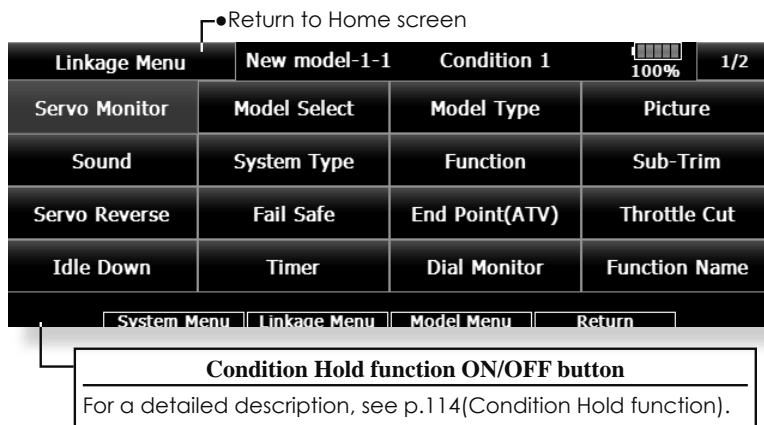 ●Return to Home screen
Linkage Menu New model-1-1 Condition 1 100% 1/2
Servo Monitor Model Select Model Type Picture
Sound System Type Function Sub-Trim
Servo Reverse Fail Safe End Point(ATV) Throttle Cut
Idle Down Timer Dial Monitor Function Name
System Menu Linkage Menu Model Menu Return
Condition Hold function ON/OFF button
For a detailed description, see p.114(Condition Hold function).